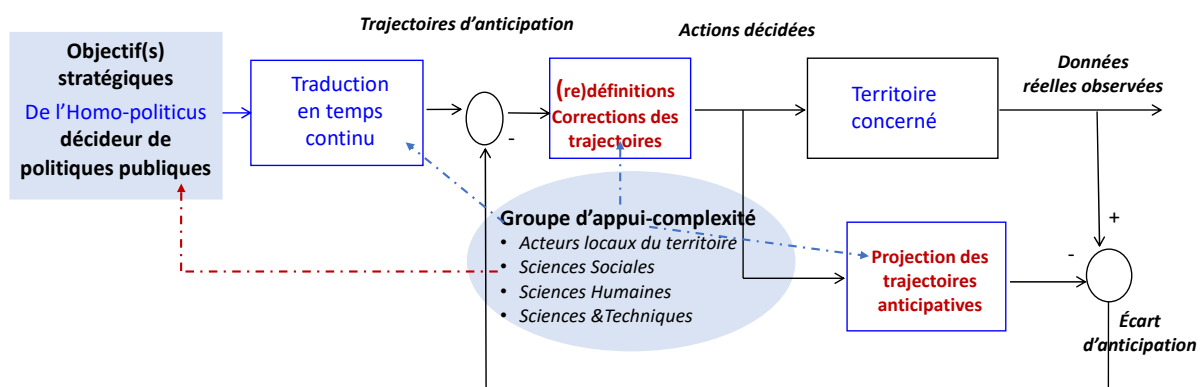 Trajectoires d’anticipation
Actions décidées
Objectif(s)
stratégiques
De l’Homo-politicus
décideur de
politiques publiques
Traduction
en temps
continu
-
(re)définitions
Corrections des
trajectoires
Territoire
concerné
Données
réelles observées
Groupe d’appui-complexité
• Acteurs locaux du territoire
• Sciences Sociales
• Sciences Humaines
• Sciences &Techniques
Projection des
trajectoires
anticipatives
+
-
Écart
d’anticipation